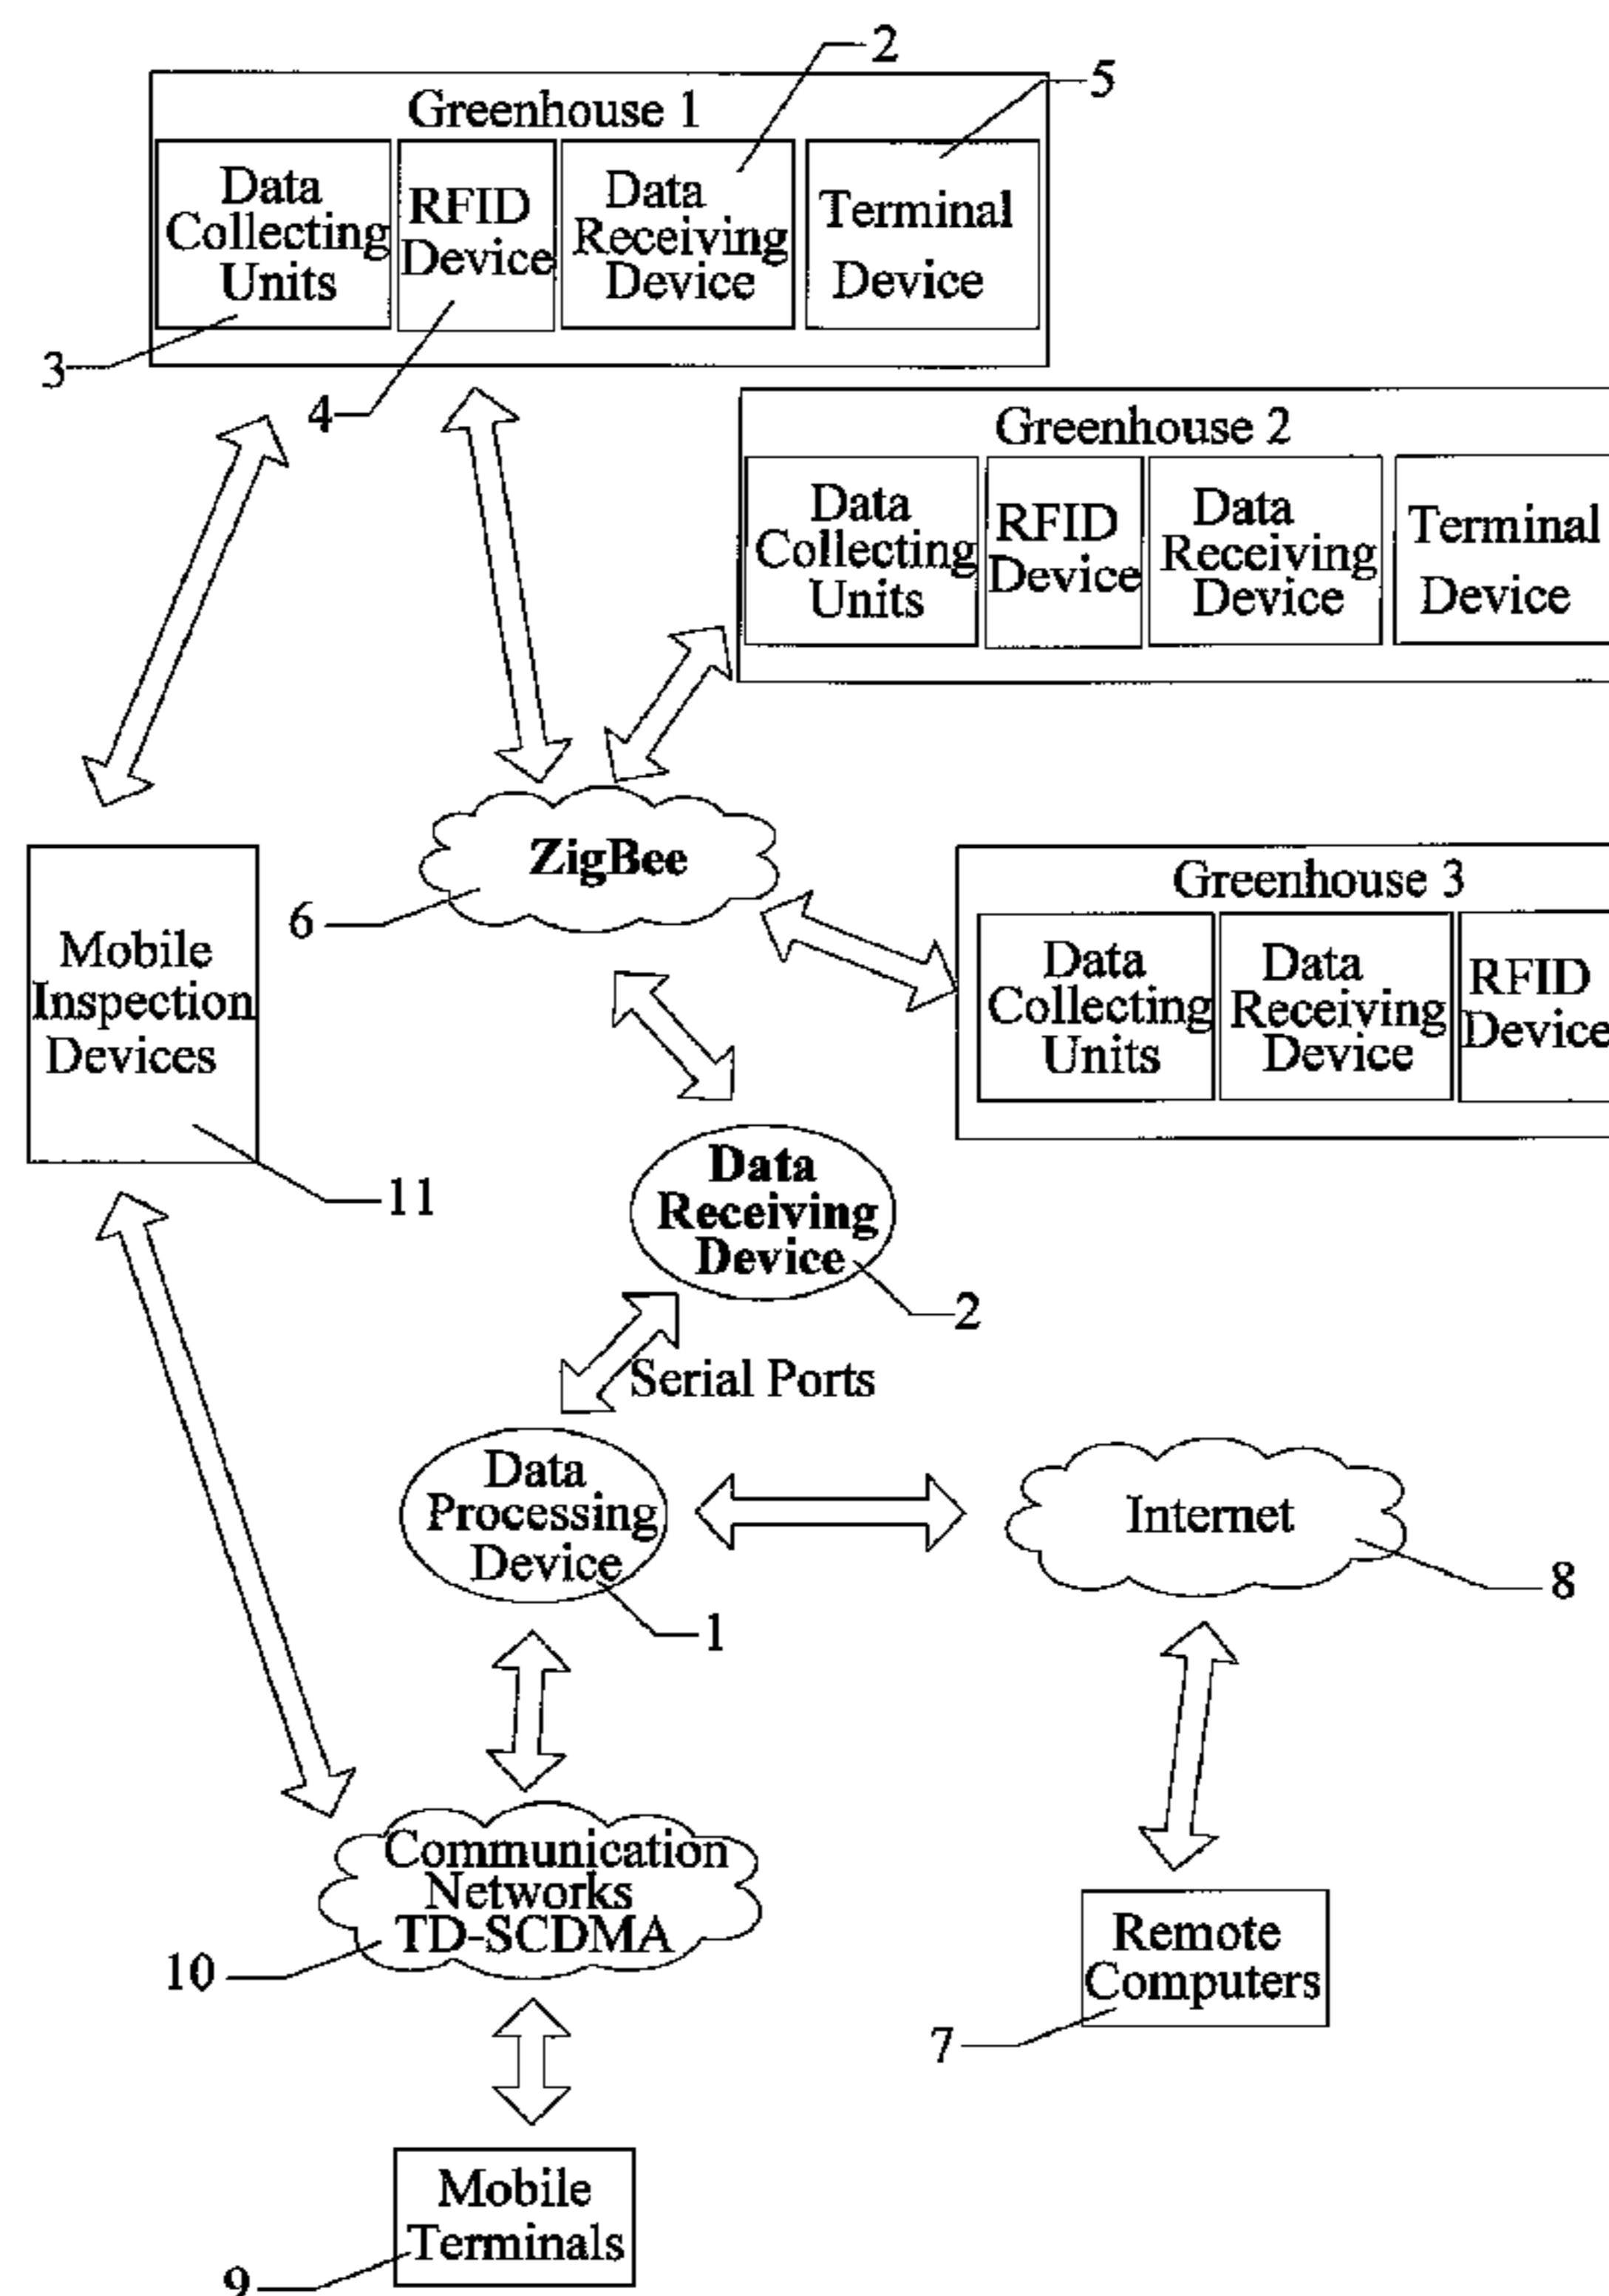 2
5
Greenhouse 1
Data
Collecting
Units
RFID
Device
Data
Receiving
Device
Terminal
Device
3
4
Greenhouse 2
Data
Collecting
Units
RFID
Device
Data
Receiving
Device
Terminal
Device
ZigBee
6
Greenhouse 3
Data
Collecting
Units
Data
Receiving
Device
RFID
Device
Mobile
Inspection
Devices
11
Data
Receiving
Device
2
Serial Ports
Data
Processing
Device
1
Internet
8
Communication
Networks
TD-SCDMA
10
Remote
Computers
7
Mobile
Terminals
9